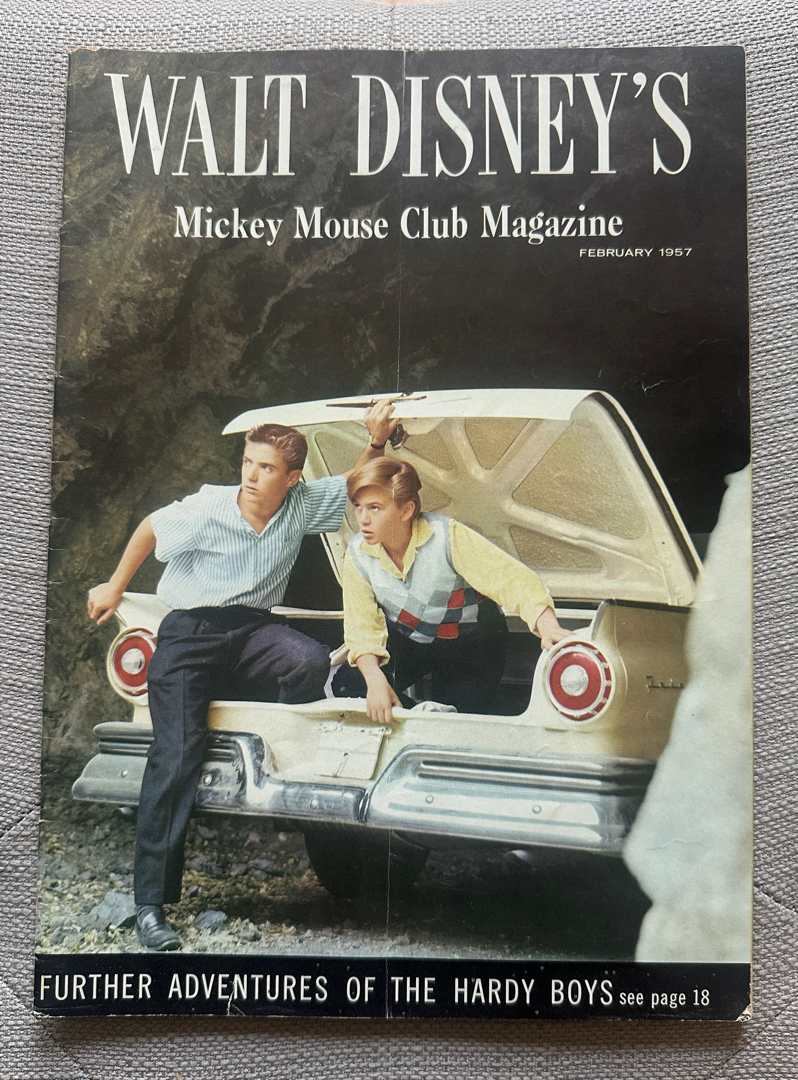 WALT DISNEY'S
Mickey Mouse Club Magazine
FEBRUARY 1957
FURTHER ADVENTURES OF THE HARDY BOYS see page 18